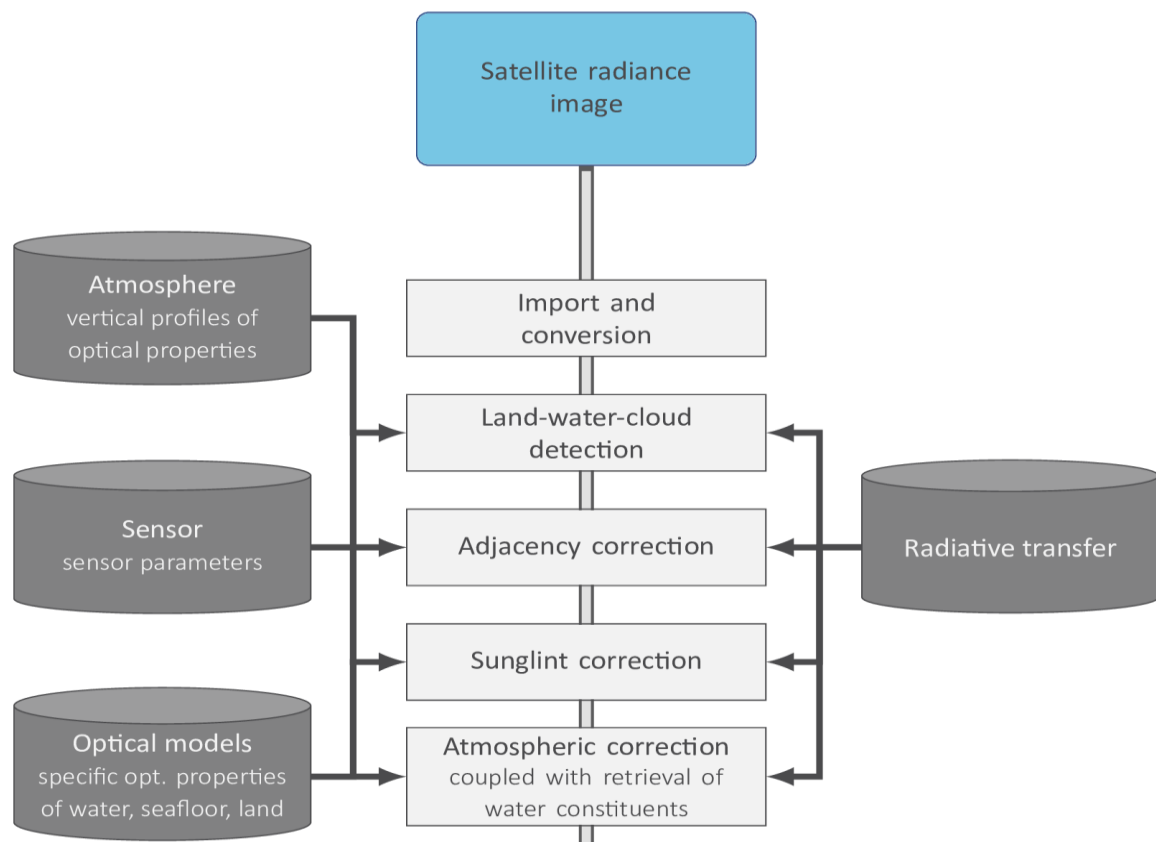 Satellite radiance
image
Atmosphere
vertical profiles of
optical properties
Import and
conversion
Land-water-cloud
detection
Sensor
sensor parameters
Adjacency correction
Radiative transfer
Sunglint correction
Optical models
specific opt. properties
of water, seafloor, land
Atmospheric correction
coupled with retrieval of
water constituents